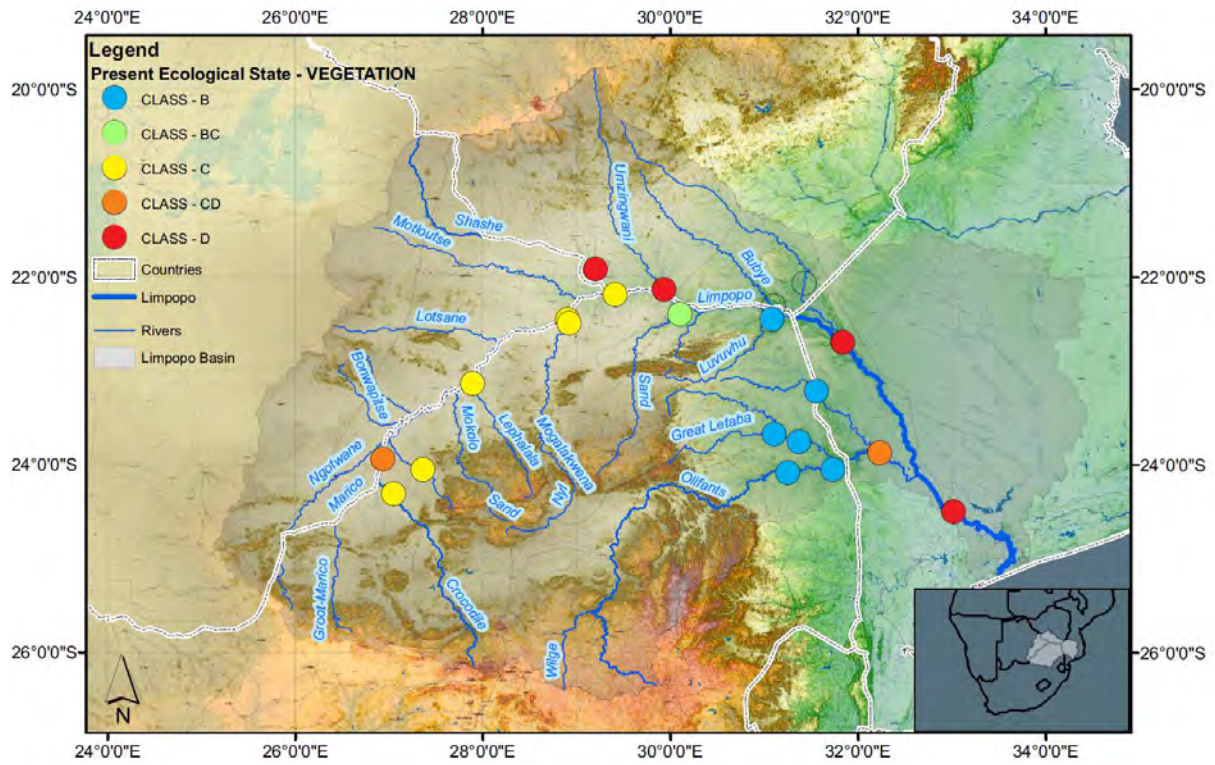 24°0'0"E
26°0'0"E
28°0'0"E
30°0'0"E
32°0'0"E
34°0'0"E
Legend
Present Ecological State - VEGETATION
CLASS - B
CLASS - BC
CLASS - C
CLASS - CD
CLASS - D
Countries
Limpopo
Rivers
Limpopo Basin
20°0'0"S
20°0'0"S
22°0'0"S
22°0'0"S
24°0'0"S
24°0'0"S
26°0'0"S
26°0'0"S
Umzingwani
Shashe
Motloutse
Bubye
Limpopo
Lotsane
Luvuvhu
Bonwapitse
Sand
Mokolo
Lephalala
Mogalakwena
Great Letaba
Ngotwane
Marico
Nyl
Sand
Olifants
Groot-Marico
Crocodile
Wilge
N
24°0'0"E
26°0'0"E
28°0'0"E
30°0'0"E
32°0'0"E
34°0'0"E